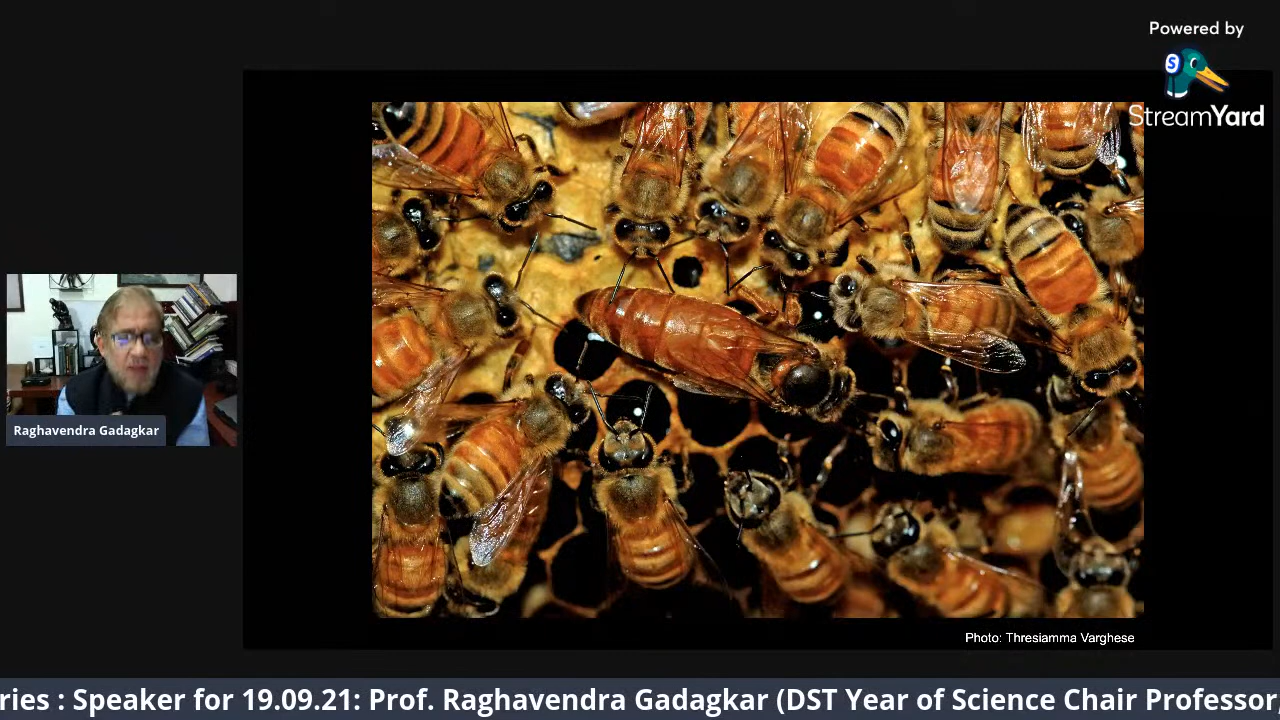 Powered by
StreamYard
Raghavendra Gadagkar
Photo: Thresiamma Varghese
ries : Speaker for 19.09.21: Prof. Raghavendra Gadagkar (DST Year of Science Chair Professor,